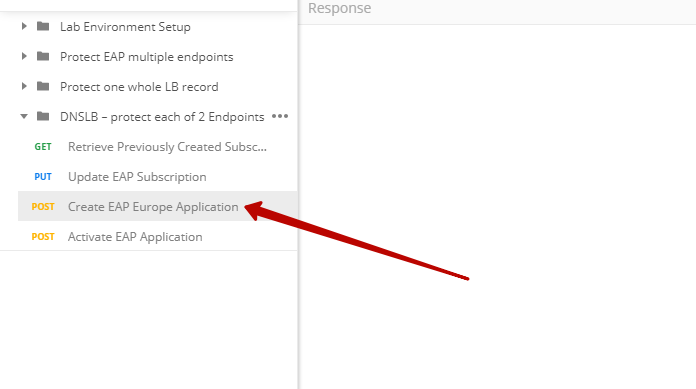 Response
Lab Environment Setup
Protect EAP multiple endpoints
Protect one whole LB record
DNSLB – protect each of 2 Endpoints •••
GET Retrieve Previously Created Subsc...
PUT Update EAP Subscription
POST Create EAP Europe Application
POST Activate EAP Application